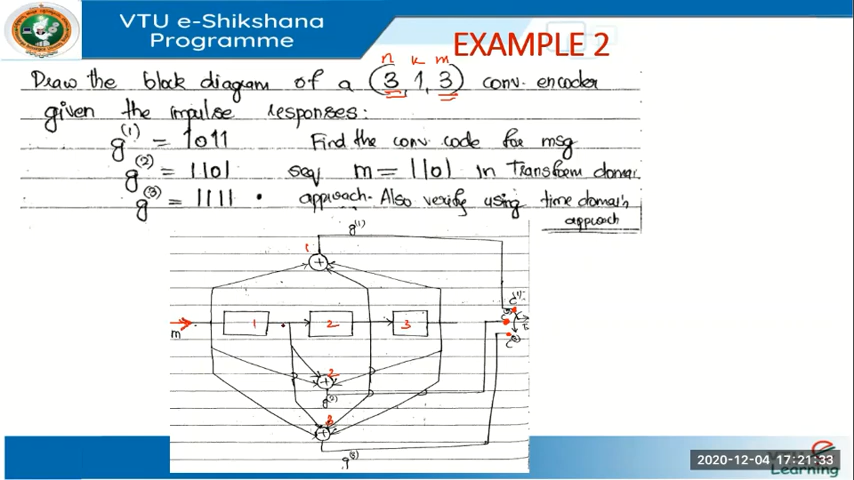 VTU e-Shikshana
Programme
EXAMPLE 2
n k m
Draw the block diagram of a (3, 1, 3) conv. encoder
given the impulse responses:
g(1) = 1011 Find the conv. code for msg
g(2) = 1101 seq m = 1101 in Transform domain
g(3) = 1111 . approach. Also verify using time domain
approach
g(1)
1
+
m
1 2 3
c(1)
2
+
g(2)
3
+
g(3)
2020-12-04 17:21:33
e
Learning